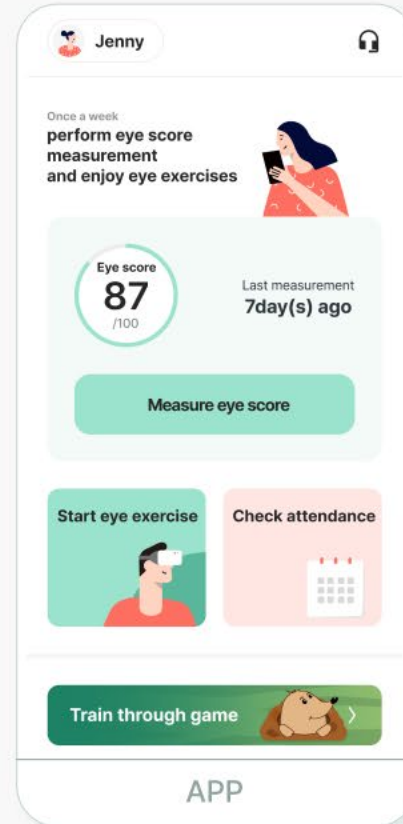 Jenny
Once a week
perform eye score
measurement
and enjoy eye exercises
Eye score
87
/100
Last measurement
7day(s) ago
Measure eye score
Start eye exercise
Check attendance
Train through game
APP